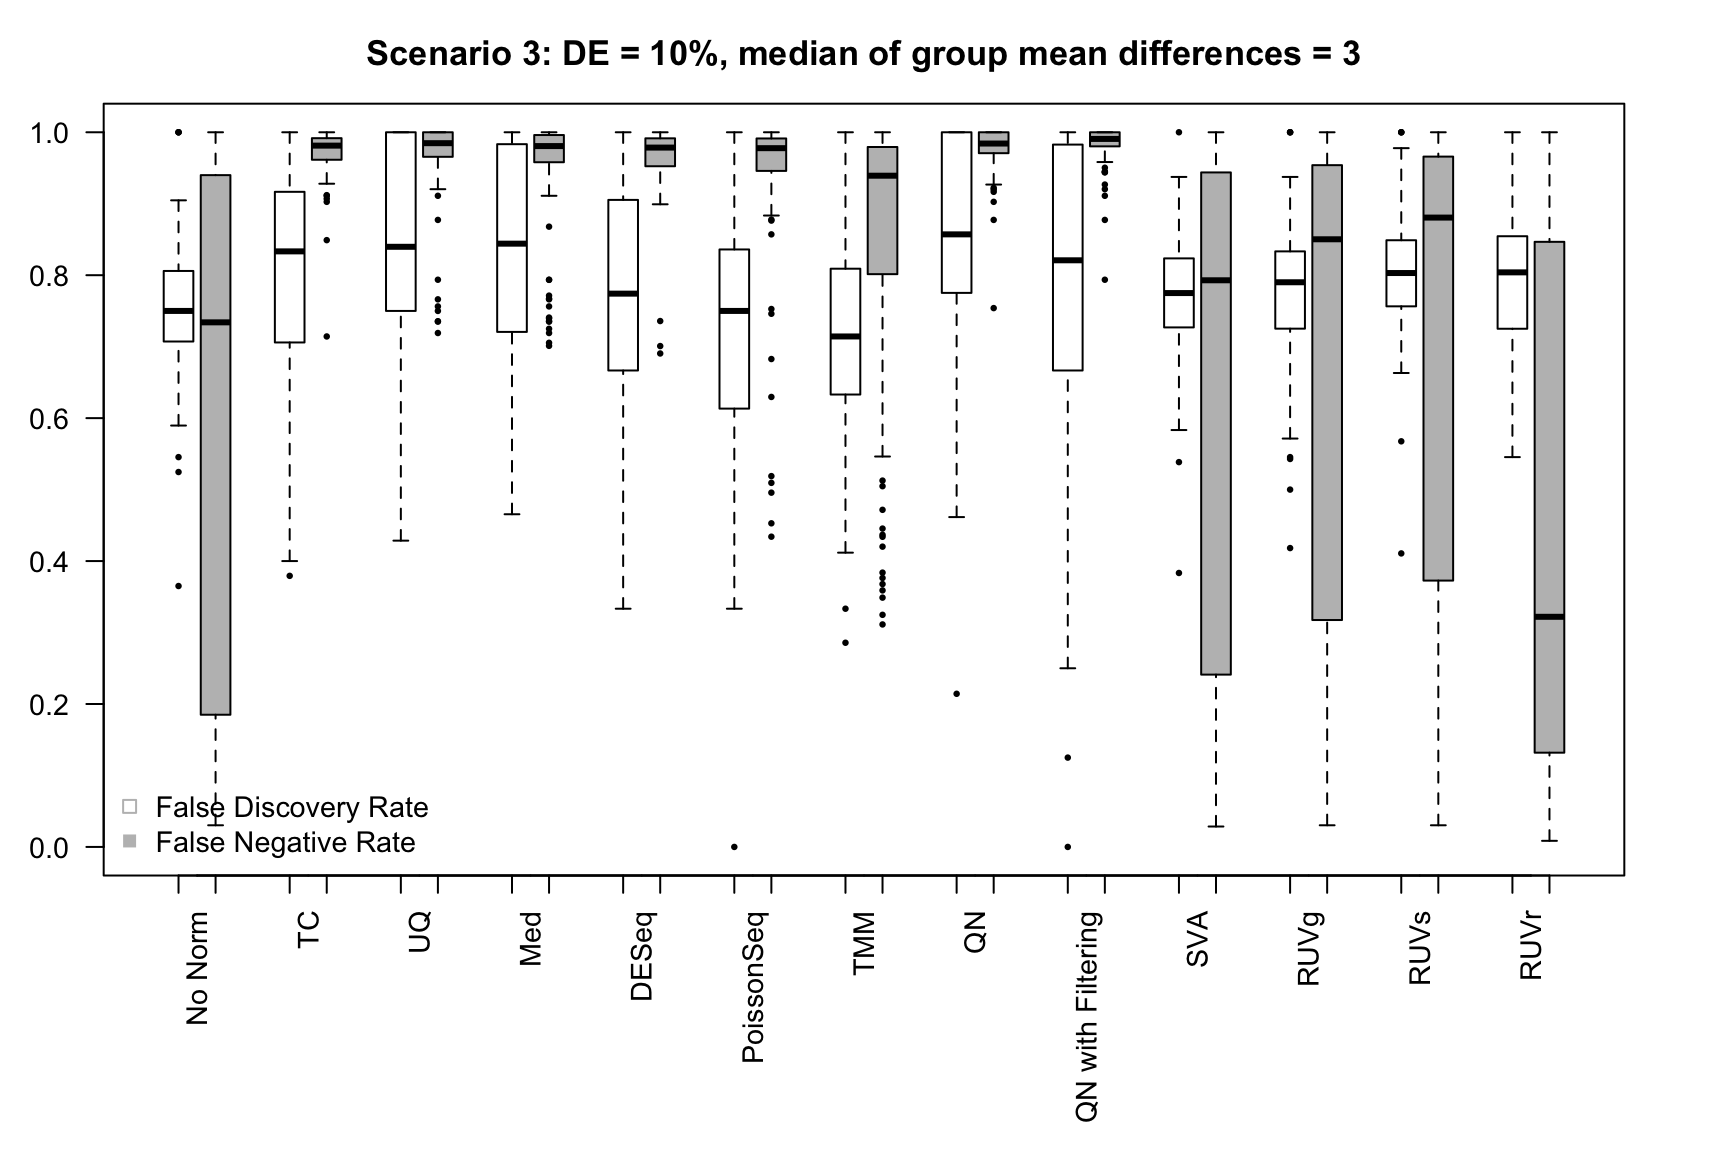 Scenario 3: DE = 10%, median of group mean differences = 3
1.0
0.8
0.6
0.4
0.2
0.0
False Discovery Rate
False Negative Rate
No Norm
TC
UQ
Med
DESeq
PoissonSeq
TMM
QN
QN with Filtering
SVA
RUVg
RUVs
RUVr